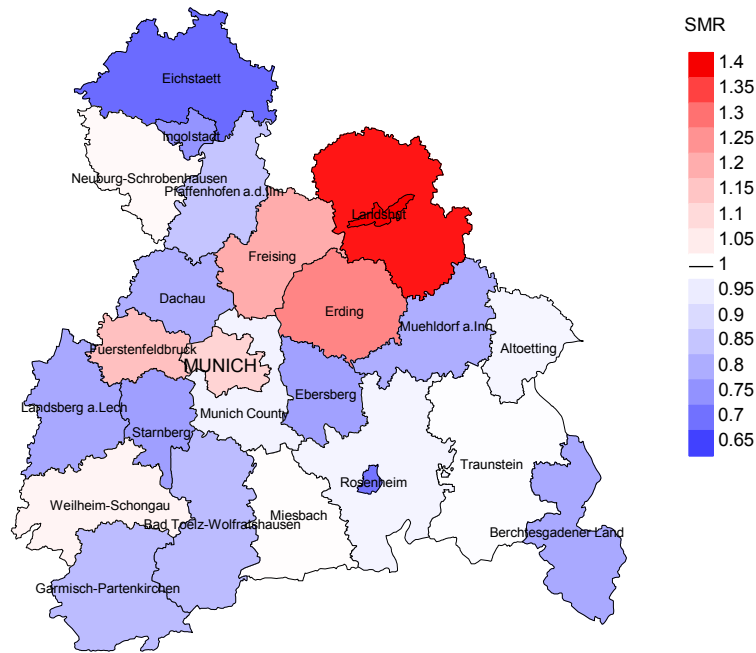 SMR
1.4
1.35
1.3
1.25
1.2
1.15
1.1
1.05
1
0.95
0.9
0.85
0.8
0.75
0.7
0.65
Eichstaett
Ingolstadt
Neuburg-Schrobenhausen
Pfaffenhofen a.d.Ilm
Landshut
Freising
Dachau
Erding
Muehldorf a.Inn
Altoetting
Fuerstenfeldbruck
MUNICH
Ebersberg
Landsberg a.Lech
Munich County
Starnberg
Traunstein
Rosenheim
Weilheim-Schongau
Miesbach
Bad Toelz-Wolfratshausen
Berchtesgadener Land
Garmisch-Partenkirchen